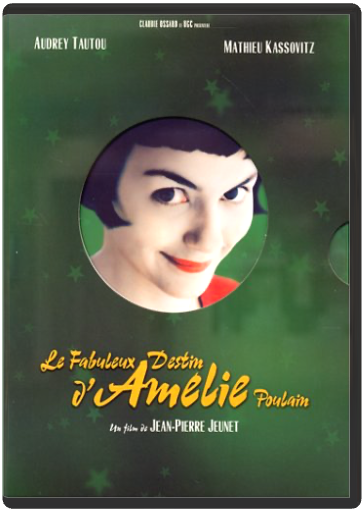 CLAUDIE OSSARD et UGC présentent
AUDREY TAUTOU
MATHIEU KASSOVITZ
Le Fabuleux Destin
d'Amélie Poulain
Un film de JEAN-PIERRE JEUNET